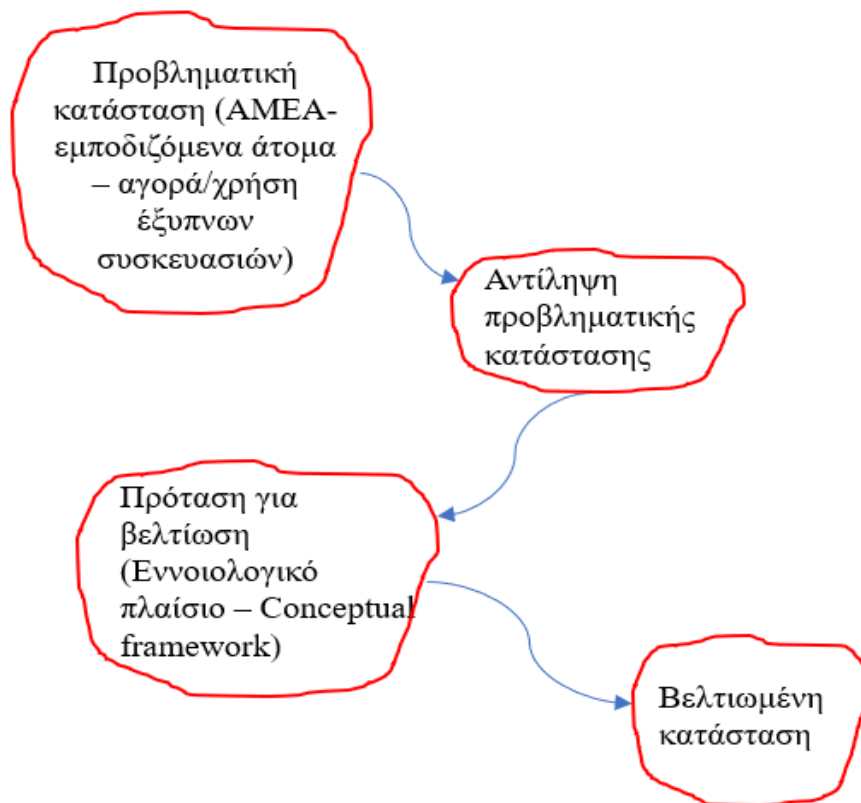 Προβληματική
κατάσταση (ΑΜΕΑ-
εμποδιζόμενα άτομα
– αγορά/χρήση
έξυπνων
συσκευασιών)
Αντίληψη
προβληματικής
κατάστασης
Πρόταση για
βελτίωση
(Εννοιολογικό
πλαίσιο – Conceptual
framework)
Βελτιωμένη
κατάσταση